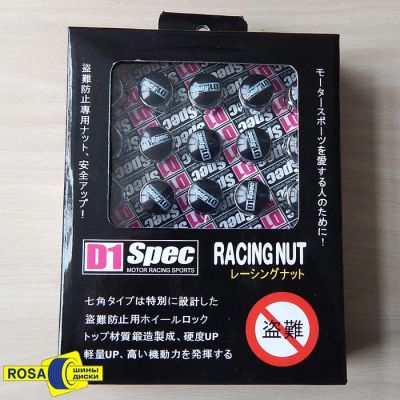 盗難防止専用ナット、安全アップ！
モータースポーツを愛する人のために！
D1 Spec
MOTOR RACING SPORTS
RACING NUT
レーシングナット
七角タイプは特別に設計した
盗難防止用ホイールロック
トップ材質鍛造製成、硬度UP
軽量UP、高い機動力を発揮する
盗難
ROSA
ШИНЫ
ДИСКИ